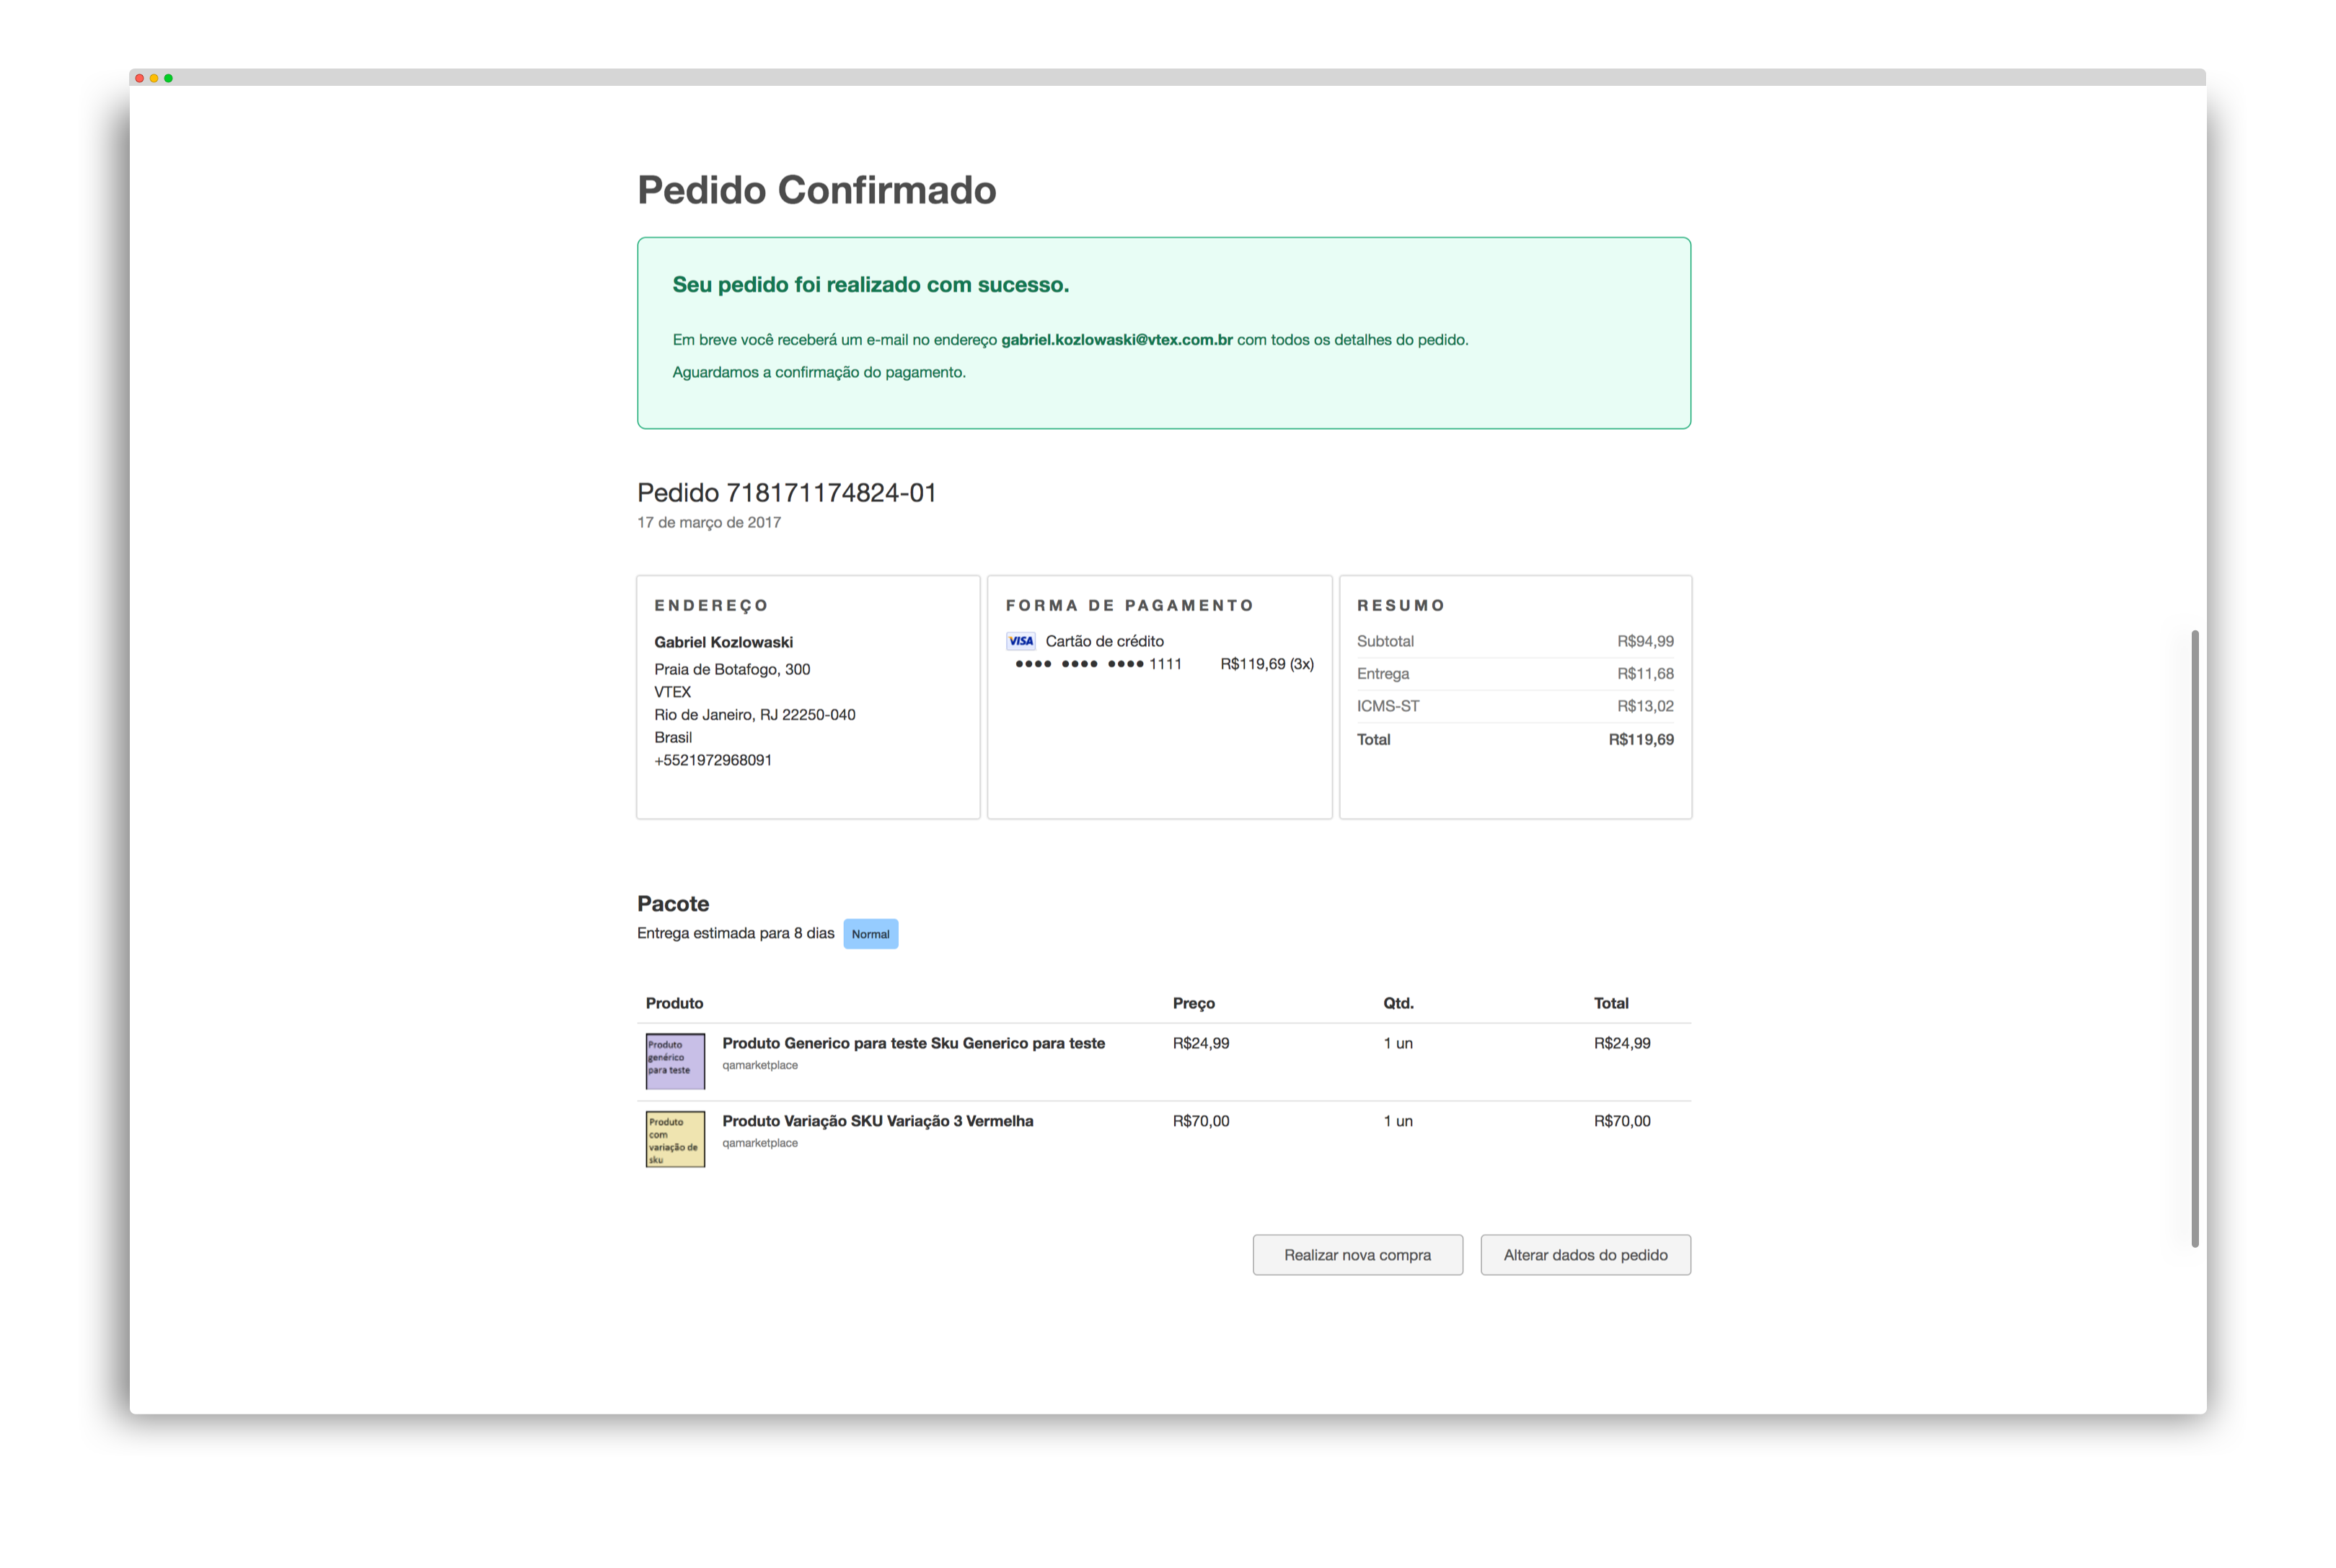 Pedido Confirmado
Seu pedido foi realizado com sucesso.
Em breve você receberá um e-mail no endereço gabriel.kozlowaski@vtex.com.br com todos os detalhes do pedido.
Aguardamos a confirmação do pagamento.
Pedido 718171174824-01
17 de março de 2017
ENDEREÇO
Gabriel Kozlowaski
Praia de Botafogo, 300
VTEX
Rio de Janeiro, RJ 22250-040
Brasil
+5521972968091
FORMA DE PAGAMENTO
VISA Cartão de crédito
•••• •••• •••• 1111 R$119,69 (3x)
RESUMO
Subtotal R$94,99
Entrega R$11,68
ICMS-ST R$13,02
Total R$119,69
Pacote
Entrega estimada para 8 dias Normal
Produto Preço Qtd. Total
Produto
genérico
para teste
Produto Generico para teste Sku Generico para teste R$24,99 1 un R$24,99
qamarketplace
Produto
com
variação de
sku
Produto Variação SKU Variação 3 Vermelha R$70,00 1 un R$70,00
qamarketplace
Realizar nova compra Alterar dados do pedido